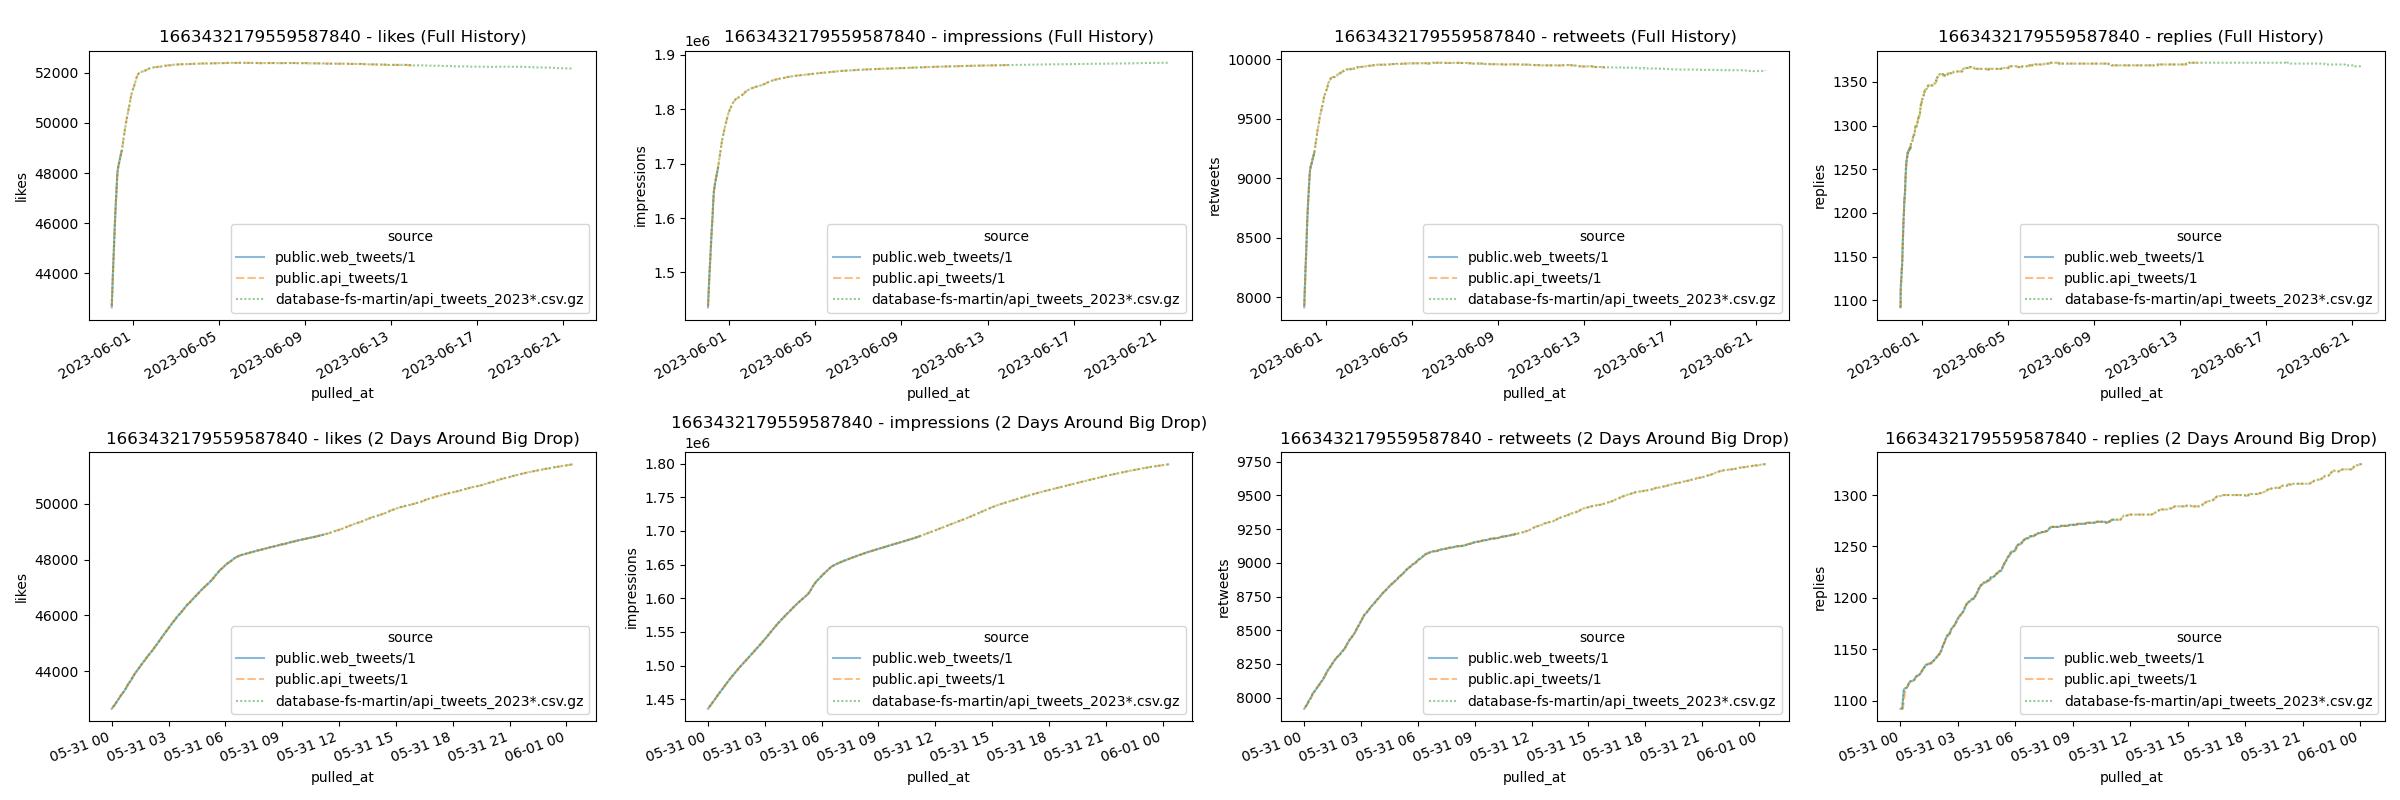 1663432179559587840 - likes (Full History)
52000
50000
48000
46000
44000
likes
source
public.web_tweets/1
public.api_tweets/1
database-fs-martin/api_tweets_2023*.csv.gz
2023-06-01
2023-06-05
2023-06-09
2023-06-13
2023-06-17
2023-06-21
pulled_at
1663432179559587840 - impressions (Full History)
1e6
1.9
1.8
1.7
1.6
1.5
impressions
source
public.web_tweets/1
public.api_tweets/1
database-fs-martin/api_tweets_2023*.csv.gz
2023-06-01
2023-06-05
2023-06-09
2023-06-13
2023-06-17
2023-06-21
pulled_at
1663432179559587840 - retweets (Full History)
10000
9500
9000
8500
8000
retweets
source
public.web_tweets/1
public.api_tweets/1
database-fs-martin/api_tweets_2023*.csv.gz
2023-06-01
2023-06-05
2023-06-09
2023-06-13
2023-06-17
2023-06-21
pulled_at
1663432179559587840 - replies (Full History)
1350
1300
1250
1200
1150
1100
replies
source
public.web_tweets/1
public.api_tweets/1
database-fs-martin/api_tweets_2023*.csv.gz
2023-06-01
2023-06-05
2023-06-09
2023-06-13
2023-06-17
2023-06-21
pulled_at
1663432179559587840 - likes (2 Days Around Big Drop)
50000
48000
46000
44000
likes
source
public.web_tweets/1
public.api_tweets/1
database-fs-martin/api_tweets_2023*.csv.gz
05-31 00
05-31 03
05-31 06
05-31 09
05-31 12
05-31 15
05-31 18
05-31 21
06-01 00
pulled_at
1663432179559587840 - impressions (2 Days Around Big Drop)
1e6
1.80
1.75
1.70
1.65
1.60
1.55
1.50
1.45
impressions
source
public.web_tweets/1
public.api_tweets/1
database-fs-martin/api_tweets_2023*.csv.gz
05-31 00
05-31 03
05-31 06
05-31 09
05-31 12
05-31 15
05-31 18
05-31 21
06-01 00
pulled_at
1663432179559587840 - retweets (2 Days Around Big Drop)
9750
9500
9250
9000
8750
8500
8250
8000
retweets
source
public.web_tweets/1
public.api_tweets/1
database-fs-martin/api_tweets_2023*.csv.gz
05-31 00
05-31 03
05-31 06
05-31 09
05-31 12
05-31 15
05-31 18
05-31 21
06-01 00
pulled_at
1663432179559587840 - replies (2 Days Around Big Drop)
1300
1250
1200
1150
1100
replies
source
public.web_tweets/1
public.api_tweets/1
database-fs-martin/api_tweets_2023*.csv.gz
05-31 00
05-31 03
05-31 06
05-31 09
05-31 12
05-31 15
05-31 18
05-31 21
06-01 00
pulled_at